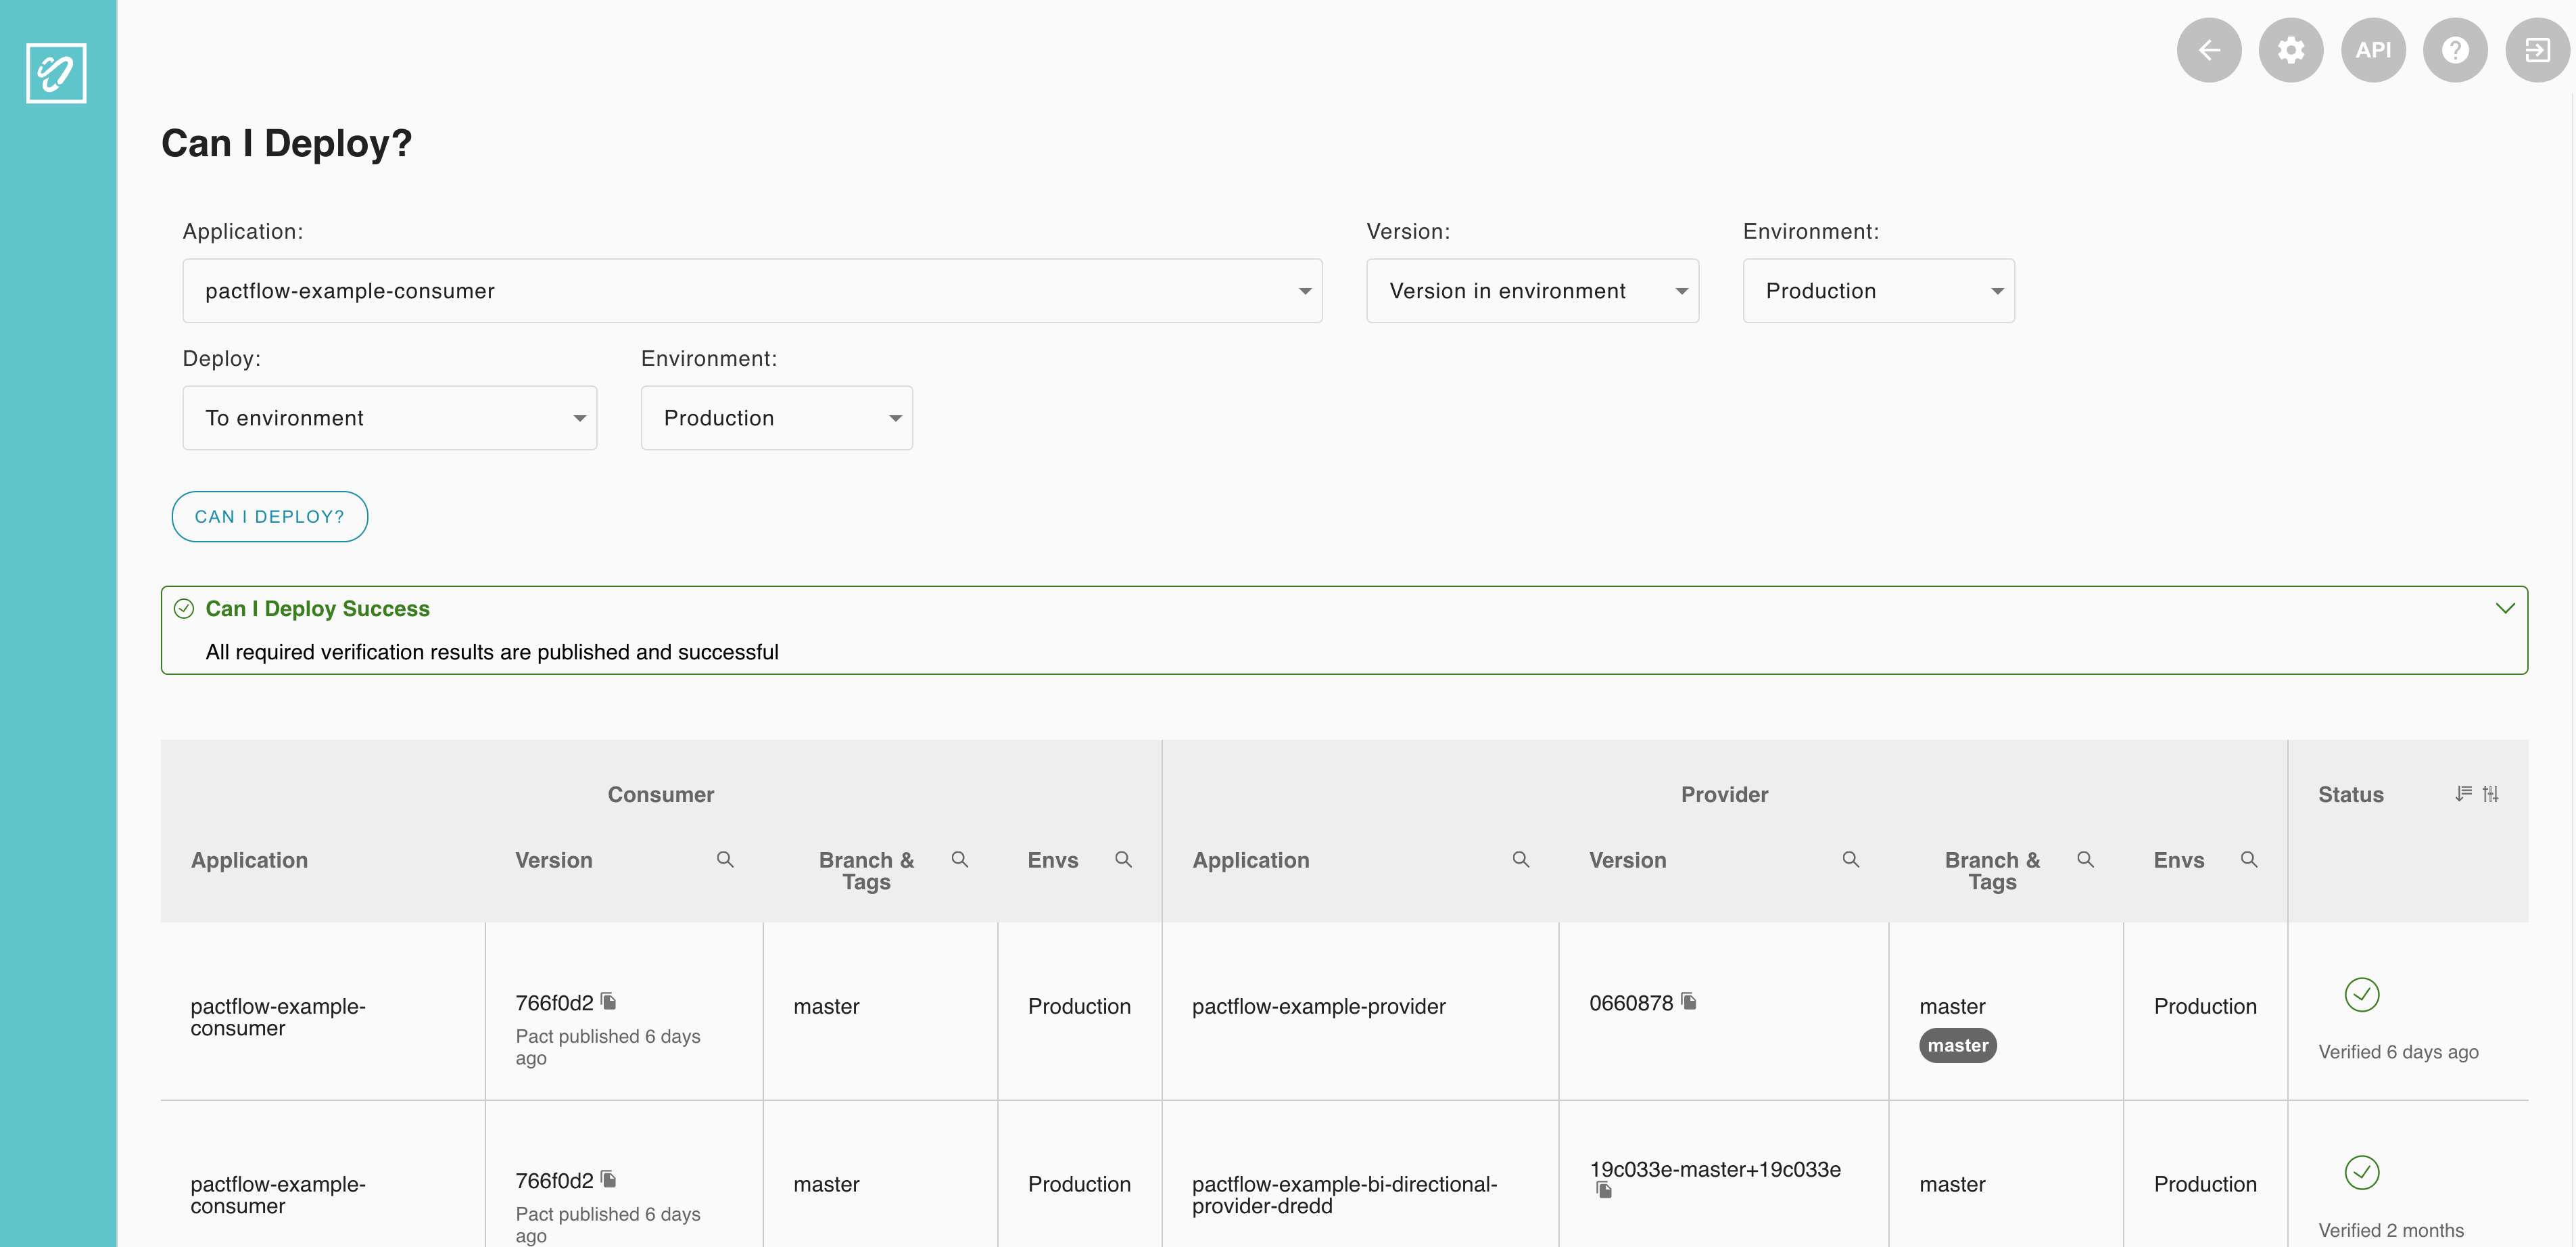 API
Can I Deploy?
Application: Version: Environment:
pactflow-example-consumer Version in environment Production
Deploy: Environment:
To environment Production
CAN I DEPLOY?
Can I Deploy Success
All required verification results are published and successful
Consumer Provider Status
Application Version Branch & Envs Application Version Branch & Envs
Tags Tags
pactflow-example- 766f0d2 master Production pactflow-example-provider 0660878 master Production
consumer
Pact published 6 days master
ago Verified 6 days ago
pactflow-example- 766f0d2 master Production pactflow-example-bi-directional- 19c033e-master+19c033e master Production
consumer provider-dredd
Pact published 6 days
ago Verified 2 months